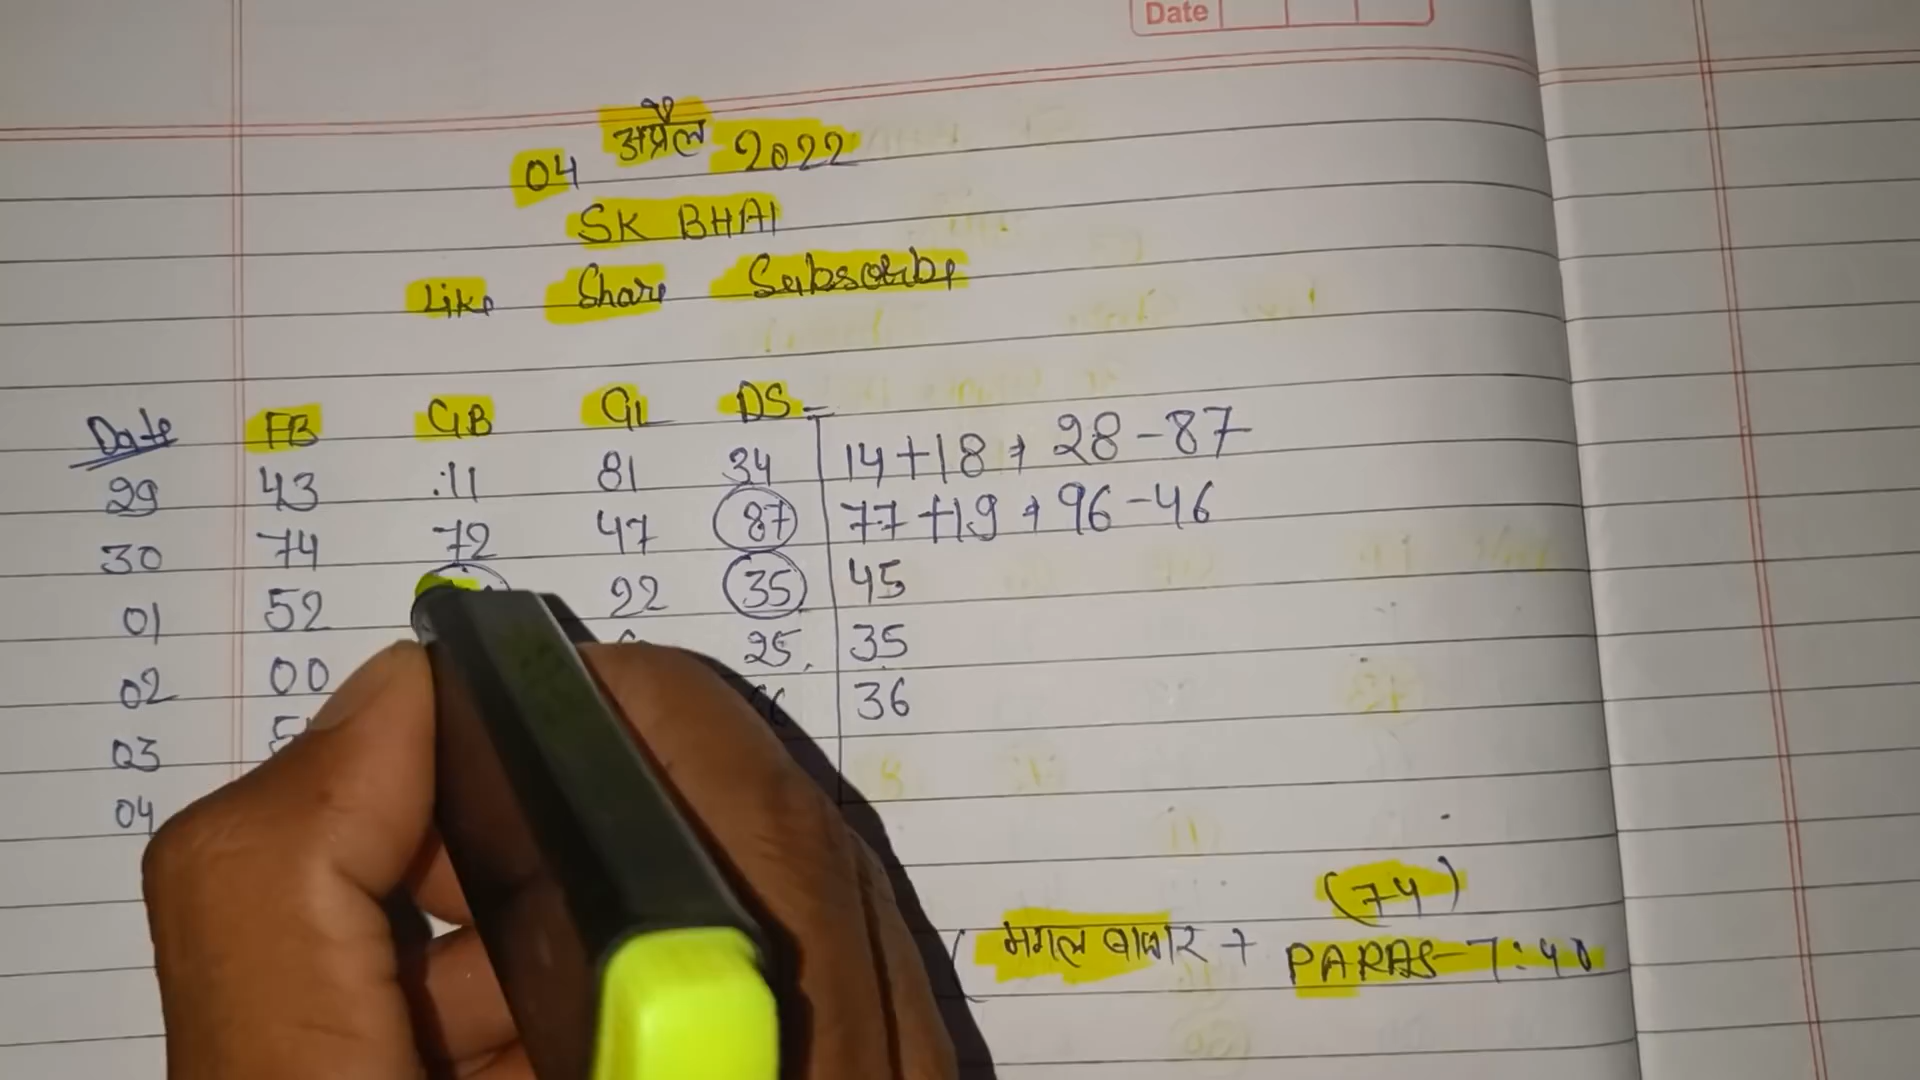 Date
04 अप्रैल 2022
SK BHAI
Like Share Subscribe
Date FB GB GL DS
29 43 11 81 34 14+18+28-87
30 74 72 47 87 77+19+96-46
01 52 22 35 45
02 00 25. 35
03 36
04
(74)
मगल बाजार + PARAS-7:40